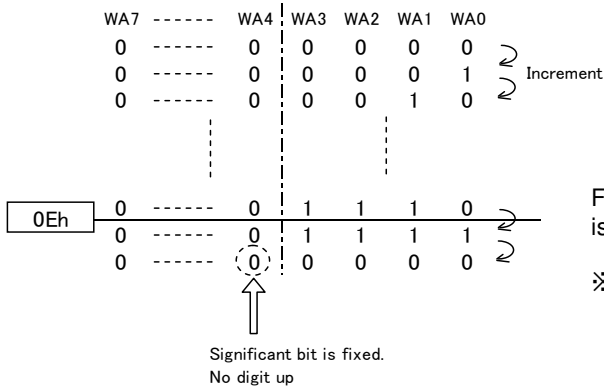 WA7 ------ WA4 WA3 WA2 WA1 WA0
0 ------ 0 0 0 0 0
0 ------ 0 0 0 0 1
Increment
0 ------ 0 0 0 1 0
0 ------ 0 1 1 1 0
0Eh
0 ------ 0 1 1 1 1
0 ------ 0 0 0 0 0
F
is
※
Significant bit is fixed.
No digit up